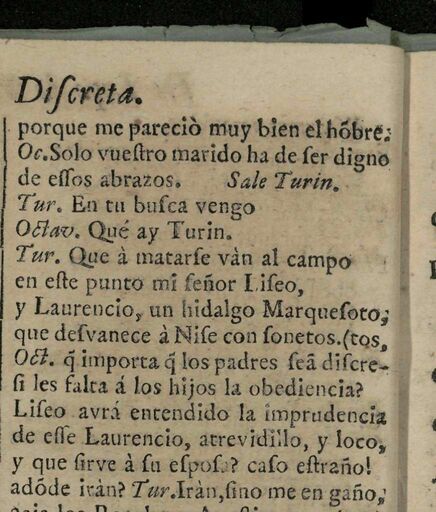 Diſcreta.
porque me pareciò muy bien el hõbre.
Oc. Solo vueſtro marido ha de ſer digno
de eſſos abrazos. Sale Turin.
Tur. En tu buſca vengo
Octav. Qué ay Turin.
Tur. Que à matarſe vàn al campo
en eſte punto mi ſeñor Liſeo,
y Laurencio, un hidalgo Marqueſoto,
que deſvanece à Niſe con ſonetos. (tos,
Oct. q̃ importa q̃ los padres ſeã diſcre-
ſi les falta á los hijos la obediencia?
Liſeo avrá entendido la imprudencia
de eſſe Laurencio, atrevidillo, y loco,
y que ſirve à ſu eſpoſa? caſo eſtraño!
adõde iràn? Tur. Iràn, ſino me en gaño,